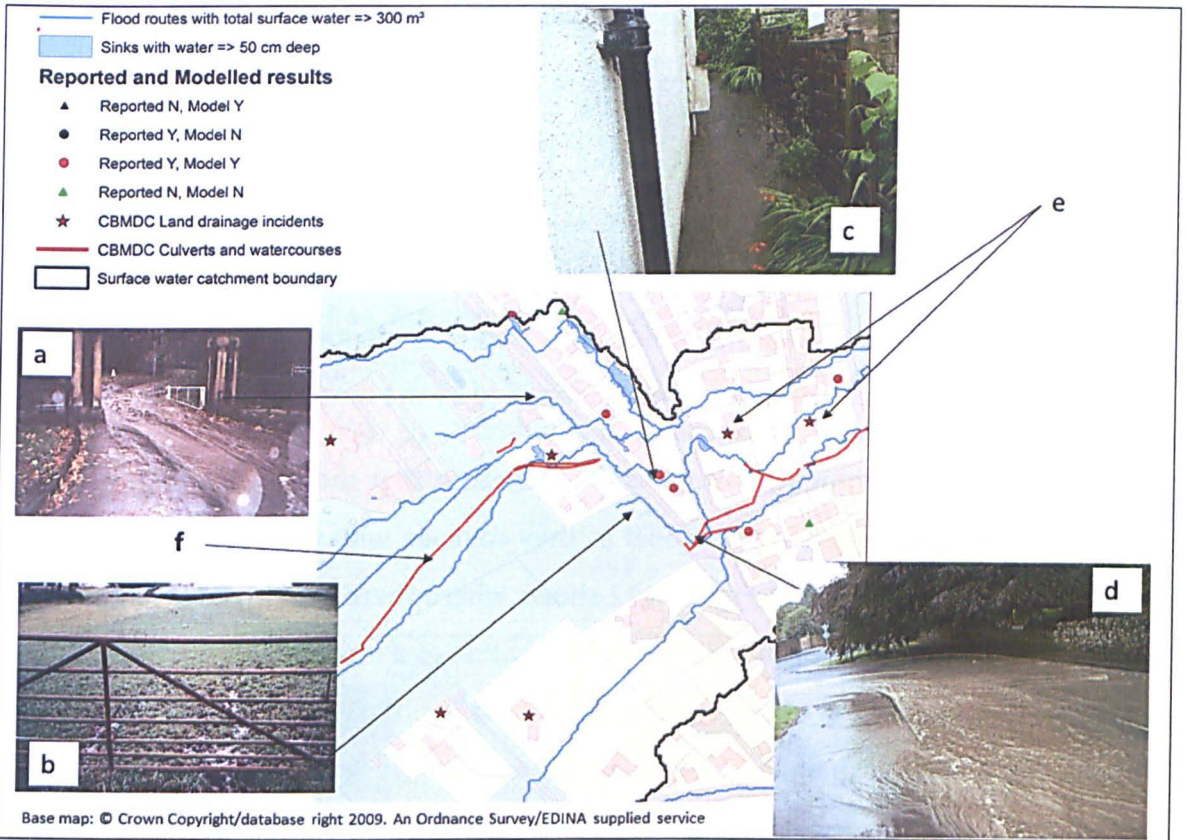 Flood routes with total surface water => 300 m³
Sinks with water => 50 cm deep
Reported and Modelled results
Reported N, Model Y
Reported Y, Model N
Reported Y, Model Y
Reported N, Model N
CBMDC Land drainage incidents
CBMDC Culverts and watercourses
Surface water catchment boundary
c
e
a
f
d
b
Base map: © Crown Copyright/database right 2009. An Ordnance Survey/EDINA supplied service